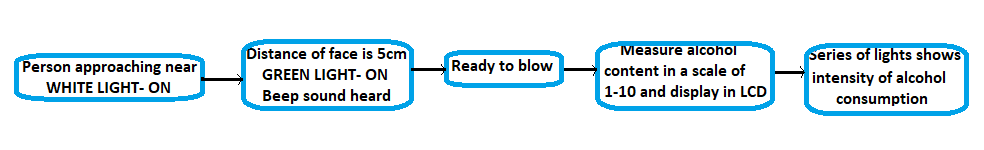 Person approaching near
WHITE LIGHT- ON
Distance of face is 5cm
GREEN LIGHT- ON
Beep sound heard
Ready to blow
Measure alcohol
content in a scale of
1-10 and display in LCD
Series of lights shows
intensity of alcohol
consumption